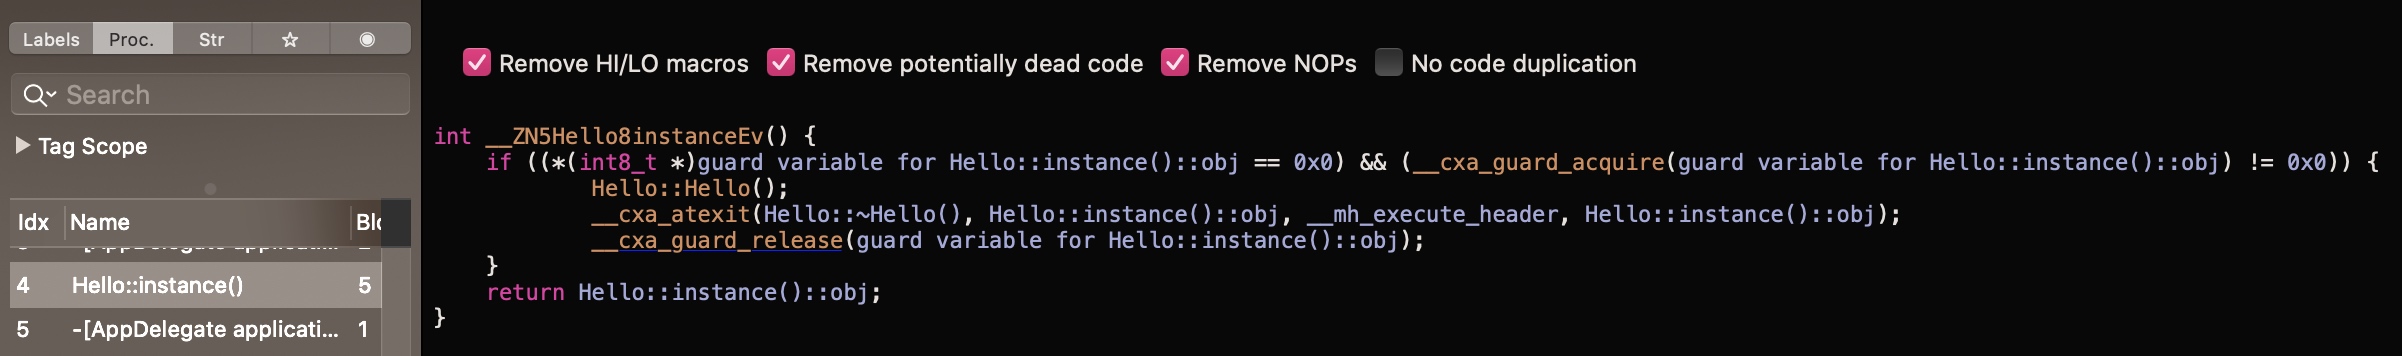 Labels Proc. Str
Search
Tag Scope
Idx Name Blo
4 Hello::instance() 5
5 -[AppDelegate applicati... 1
Remove HI/LO macros Remove potentially dead code Remove NOPs No code duplication
int __ZN5Hello8instanceEv() {
    if ((*(int8_t *)guard variable for Hello::instance()::obj == 0x0) && (__cxa_guard_acquire(guard variable for Hello::instance()::obj) != 0x0)) {
            Hello::Hello();
            __cxa_atexit(Hello::~Hello(), Hello::instance()::obj, __mh_execute_header, Hello::instance()::obj);
            __cxa_guard_release(guard variable for Hello::instance()::obj);
    }
    return Hello::instance()::obj;
}